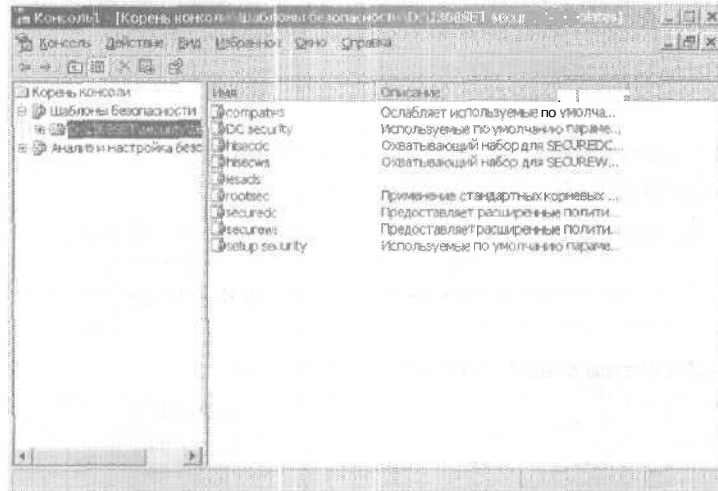 Консоль1 - [Корень консоли\Шаблоны безопасности\D:\1368SET
Консоль Действие Вид Избранное Окно Справка
Корень консоли
Шаблоны безопасности
Анализ и настройка безо
Имя Описание
compatws Ослабляет используемые по умолча...
DC security Используемые по умолчанию параме...
hisecdc Охватывающий набор для SECUREDC...
hisecws Охватывающий набор для SECUREW...
iesads
rootsec Применение стандартных корневых ...
securedc Предоставляет расширенные полити...
securews Предоставляет расширенные полити...
setup security Используемые по умолчанию параме...